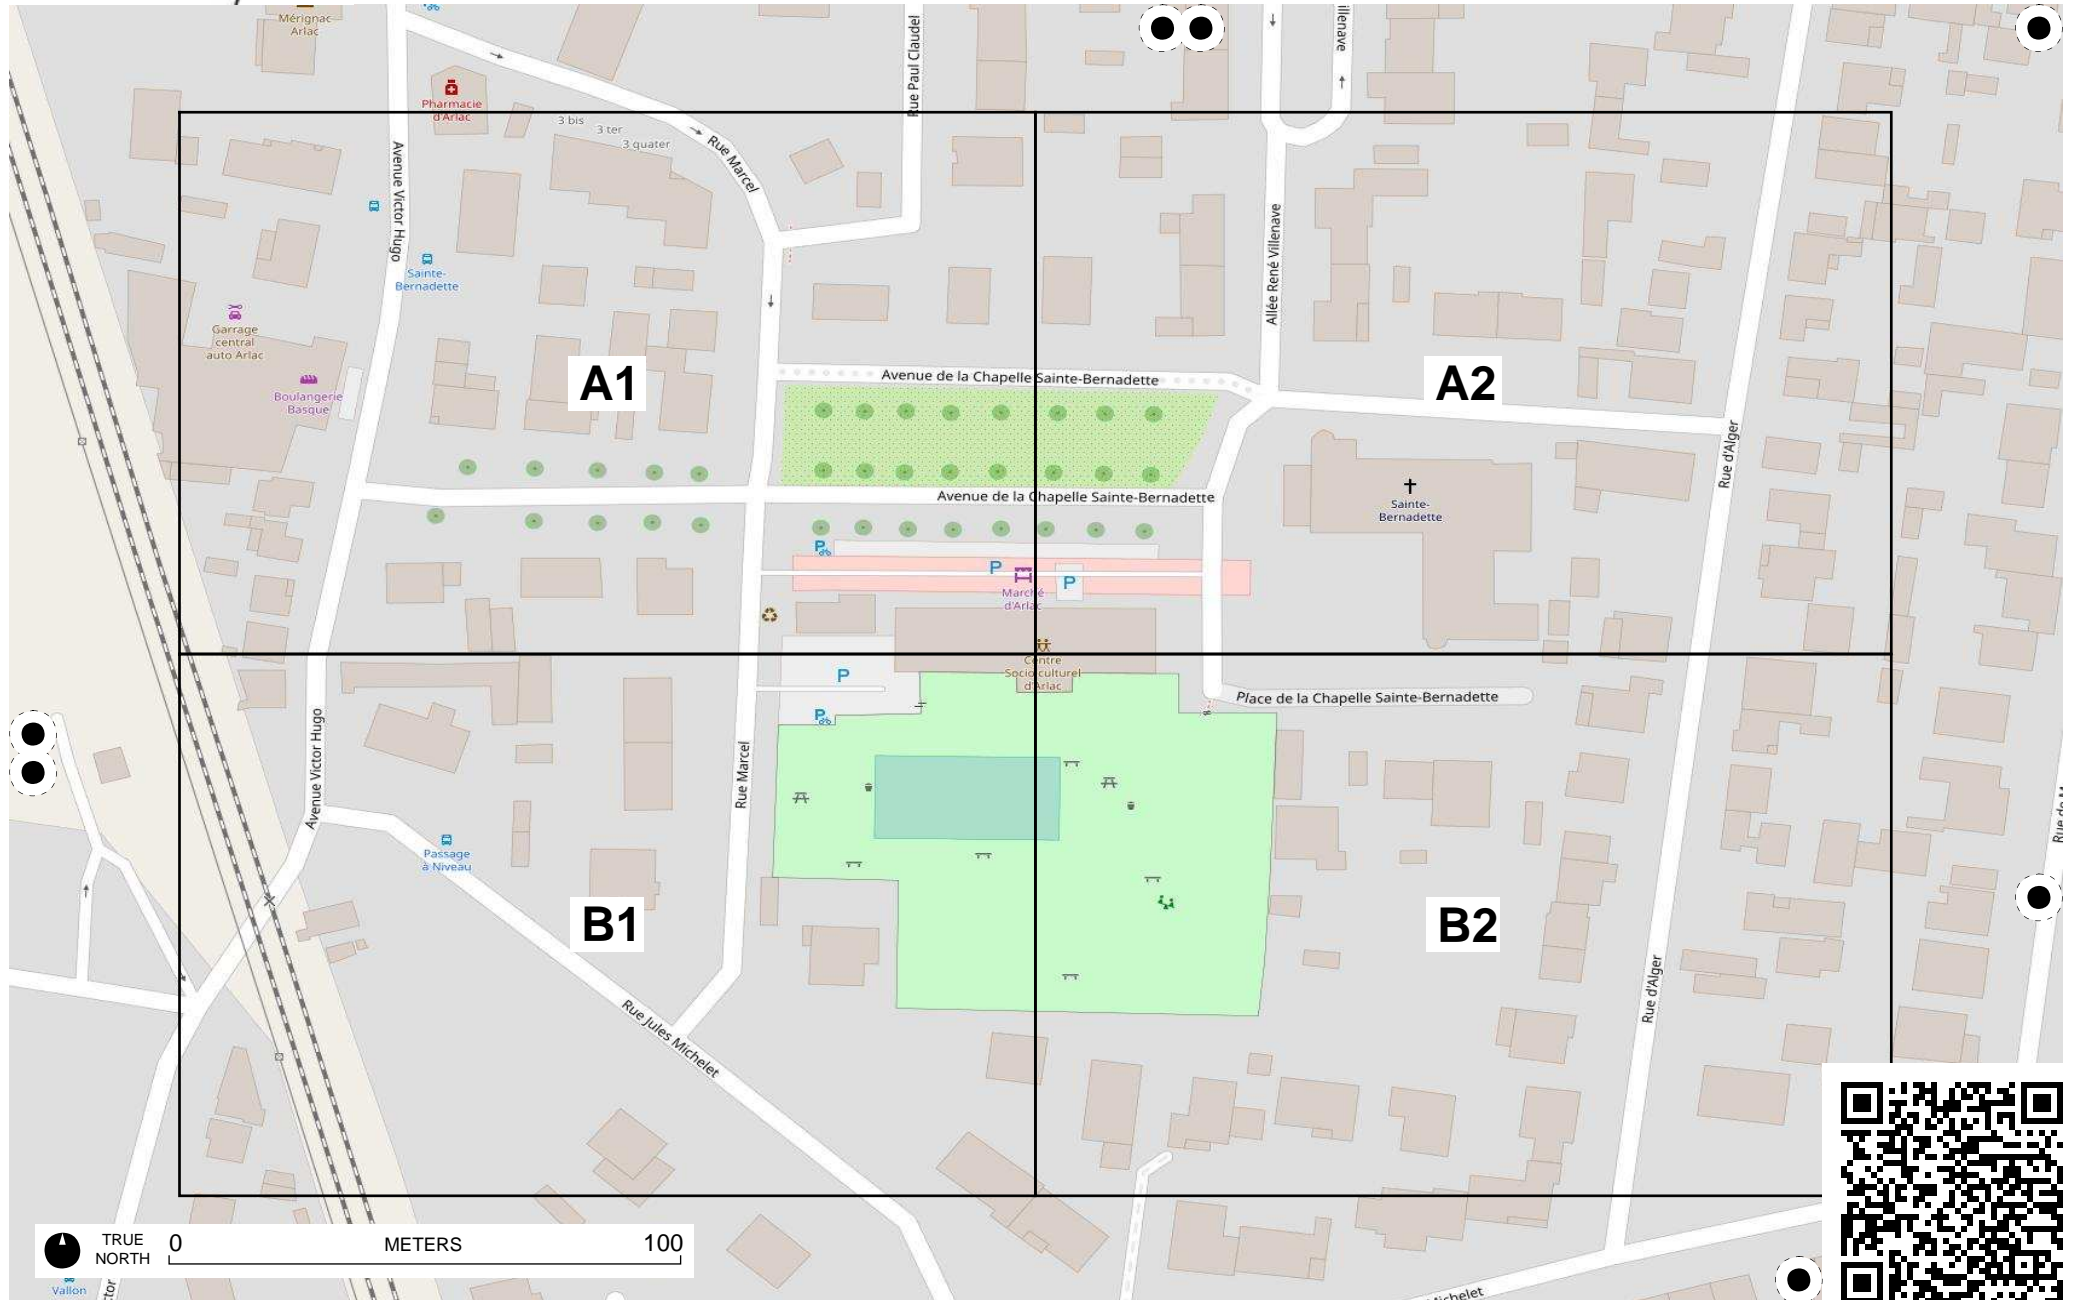 Mérignac
Arlac
Pharmacie
d'Arlac
Rue Paul Claudel
illenave
3 bis
3 ter
3 quater
Rue Marcel
Avenue Victor Hugo
Sainte-
Bernadette
Allée René Villenave
Garrage
central
auto Arlac
Boulangerie
Basque
A1
A2
Avenue de la Chapelle Sainte-Bernadette
Avenue de la Chapelle Sainte-Bernadette
Rue d'Alger
Sainte-
Bernadette
P
P
P
Marché
d'Arlac
Centre
Socioculturel
d'Arlac
P
P
Place de la Chapelle Sainte-Bernadette
Avenue Victor Hugo
Rue Marcel
Passage
à Niveau
B1
B2
Rue d'Alger
Rue Jules Michelet
TRUE
NORTH
0
METERS
100
Vallon
Michelet